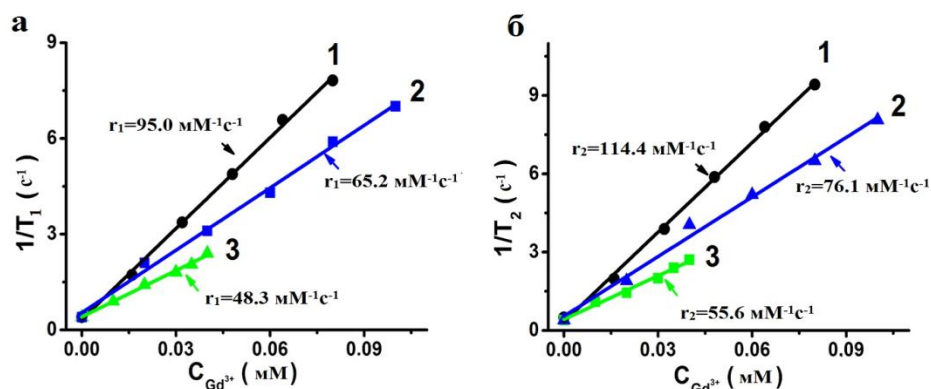 а
1/T₁ (с⁻¹)
9
6
3
0
1
2
3
r₁=95.0 мМ⁻¹с⁻¹
r₁=65.2 мМ⁻¹с⁻¹
r₁=48.3 мМ⁻¹с⁻¹
0.00 0.03 0.06 0.09
C_Gd³⁺ ( мМ)
б
1/T₂ (с⁻¹)
9
6
3
0
1
2
3
r₂=114.4 мМ⁻¹с⁻¹
r₂=76.1 мМ⁻¹с⁻¹
r₂=55.6 мМ⁻¹с⁻¹
0.00 0.03 0.06 0.09
C_Gd³⁺ ( мМ)